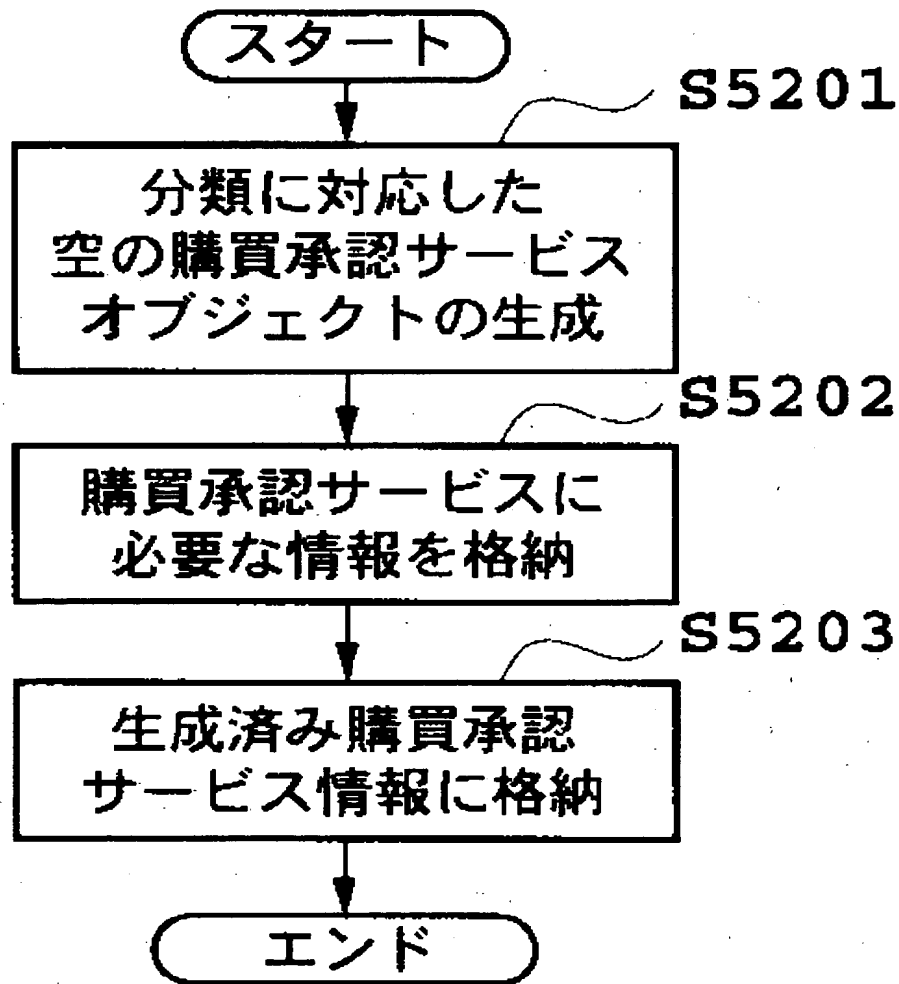 スタート
S5201
分類に対応した
空の購買承認サービス
オブジェクトの生成
S5202
購買承認サービスに
必要な情報を格納
S5203
生成済み購買承認
サービス情報に格納
エンド